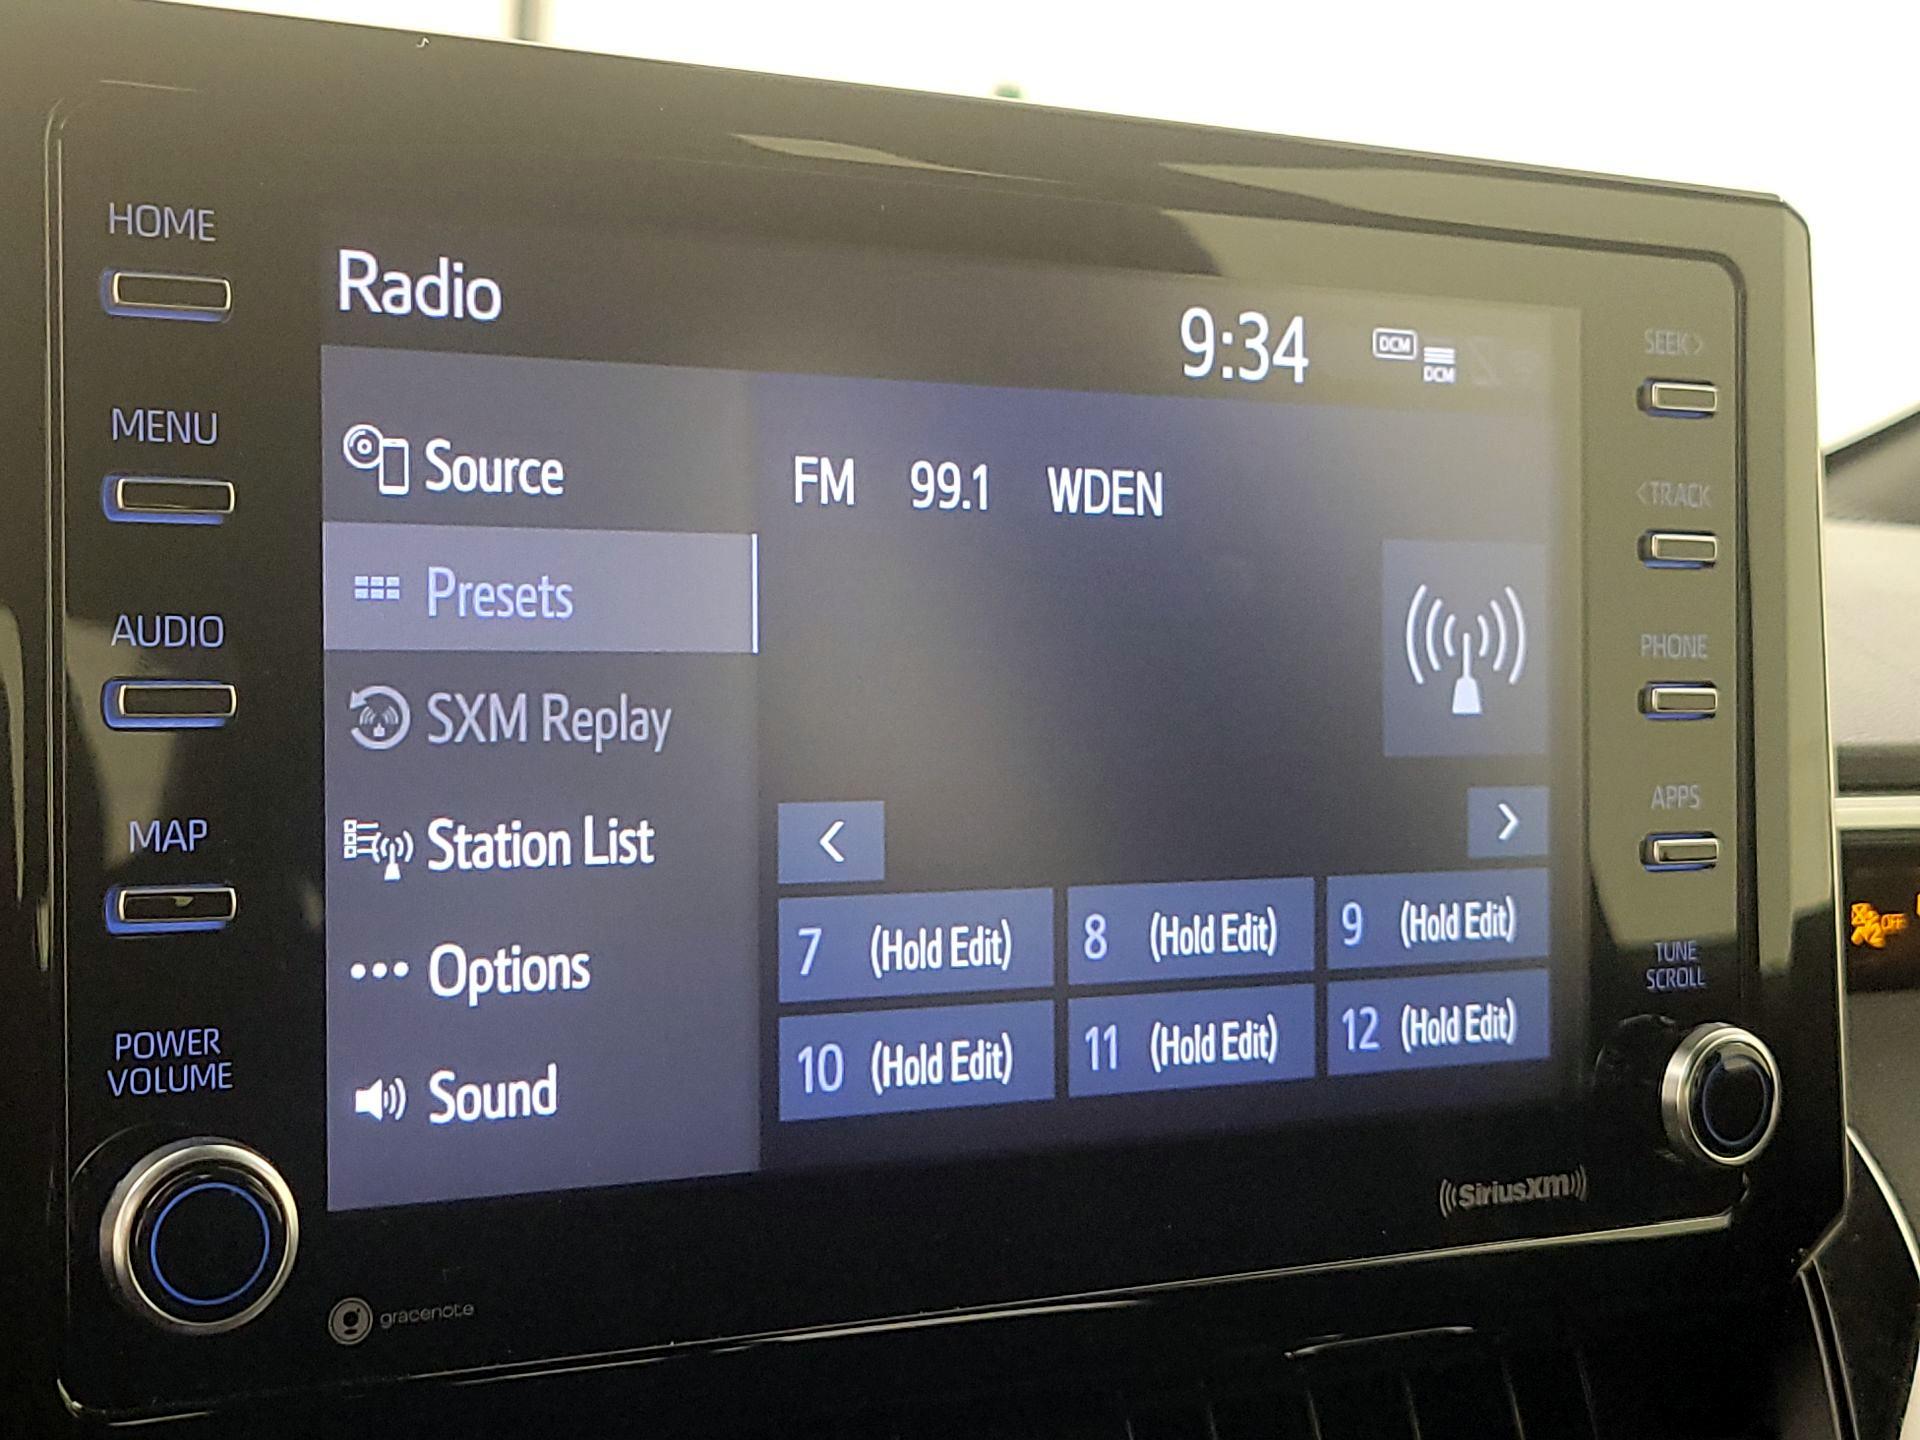 HOME
MENU
AUDIO
MAP
POWER
VOLUME
Radio
9:34
DCM
DCM
Source
Presets
SXM Replay
Station List
Options
Sound
FM 99.1 WDEN
<
>
7 (Hold Edit) 8 (Hold Edit) 9 (Hold Edit)
10 (Hold Edit) 11 (Hold Edit) 12 (Hold Edit)
SEEK >
< TRACK
PHONE
APPS
TUNE
SCROLL
OFF
((SiriusXM))
gracenote